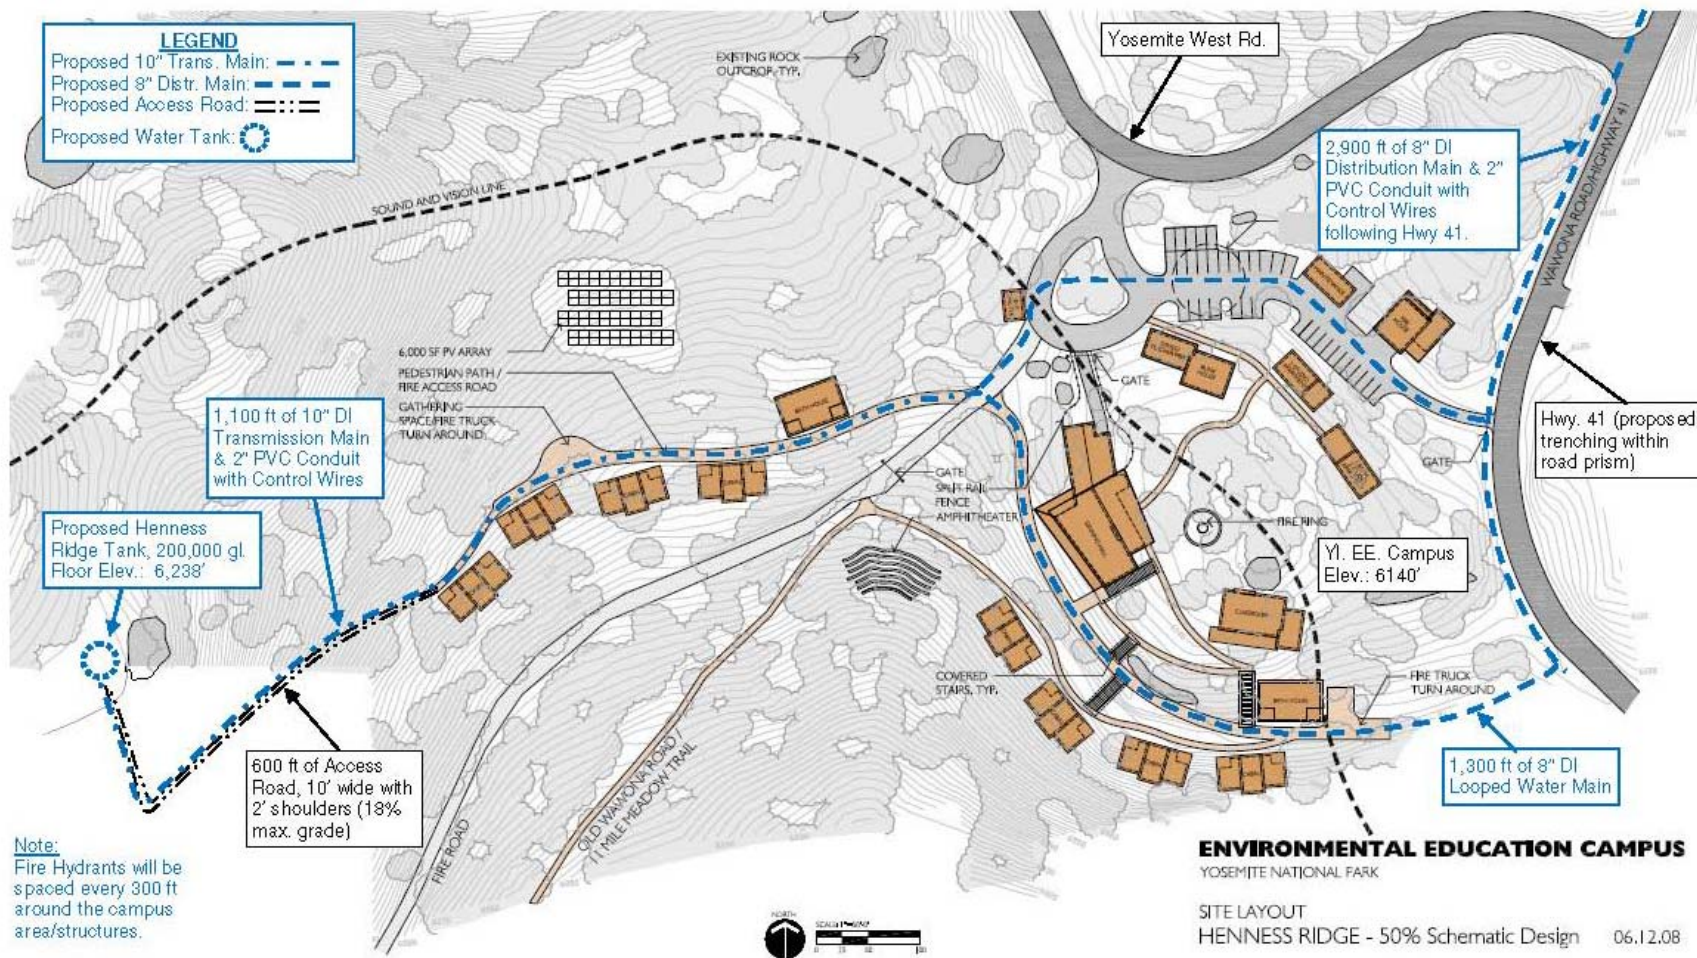 LEGEND
Proposed 10" Trans. Main:
Proposed 8" Distr. Main:
Proposed Access Road:
Proposed Water Tank:
EXISTING ROCK
OUTCROP, TYP.
Yosemite West Rd.
2,900 ft of 8" DI
Distribution Main & 2"
PVC Conduit with
Control Wires
following Hwy 41.
WAWONA ROAD/HIGHWAY 41
SOUND AND VISION LINE
6,000 SF PV ARRAY
PEDESTRIAN PATH /
FIRE ACCESS ROAD
GATHERING
SPACE/FIRE TRUCK
TURN AROUND
BATH HOUSE
1,100 ft of 10" DI
Transmission Main
& 2" PVC Conduit
with Control Wires
Proposed Henness
Ridge Tank, 200,000 gl.
Floor Elev.: 6,238'
GATE
GATE
Hwy. 41 (proposed
trenching within
road prism)
GATE
SPLIT RAIL
FENCE
AMPHITHEATER
FIRE RING
YI. EE. Campus
Elev.: 6140'
COVERED
STAIRS, TYP.
FIRE TRUCK
TURN AROUND
BATH HOUSE
1,300 ft of 8" DI
Looped Water Main
600 ft of Access
Road, 10' wide with
2' shoulders (18%
max. grade)
OLD WAWONA ROAD /
11 MILE MEADOW TRAIL
FIRE ROAD
Note:
Fire Hydrants will be
spaced every 300 ft
around the campus
area/structures.
NORTH
ENVIRONMENTAL EDUCATION CAMPUS
YOSEMITE NATIONAL PARK
SITE LAYOUT
HENNESS RIDGE - 50% Schematic Design 06.12.08